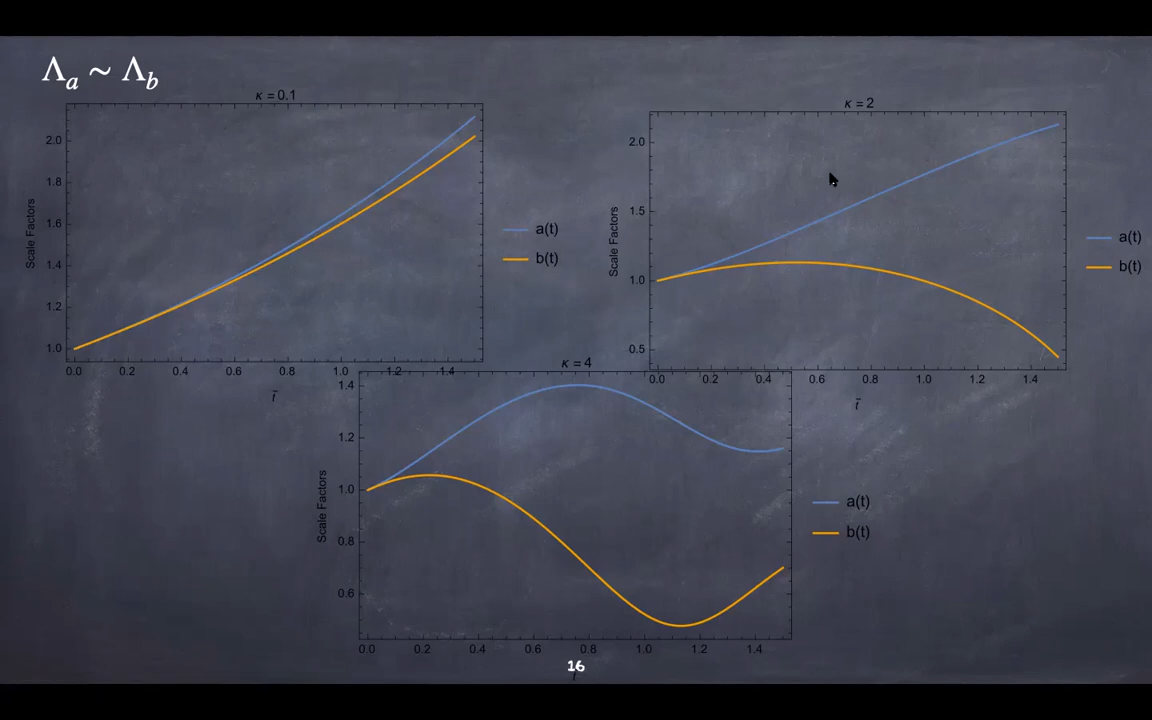 Λa ~ Λb
κ = 0.1
Scale Factors
2.0
1.8
1.6
1.4
1.2
1.0
0.0 0.2 0.4 0.6 0.8 1.0 1.2 1.4
t̄
a(t)
b(t)
κ = 2
Scale Factors
2.0
1.5
1.0
0.5
0.0 0.2 0.4 0.6 0.8 1.0 1.2 1.4
t̄
a(t)
b(t)
κ = 4
Scale Factors
1.4
1.2
1.0
0.8
0.6
0.0 0.2 0.4 0.6 0.8 1.0 1.2 1.4
a(t)
b(t)
16